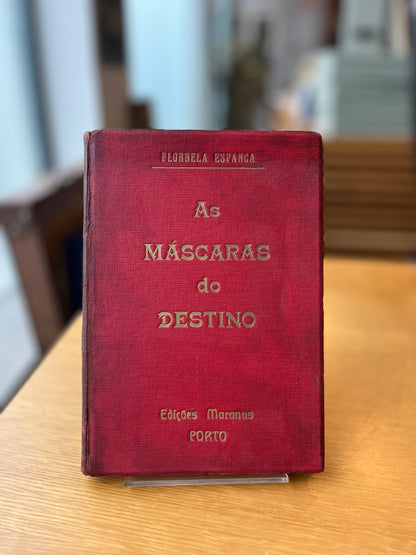 FLORBELA ESPANCA
AS
MÁSCARAS
do
DESTINO
Edições Maranus
PORTO